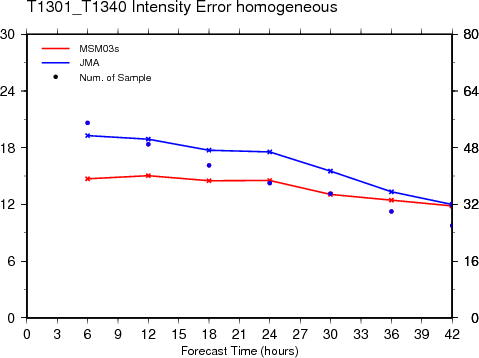 T1301_T1340 Intensity Error homogeneous
30
24
18
12
6
0
MSM03s
JMA
Num. of Sample
80
64
48
32
16
0
0 3 6 9 12 15 18 21 24 27 30 33 36 39 42
Forecast Time (hours)